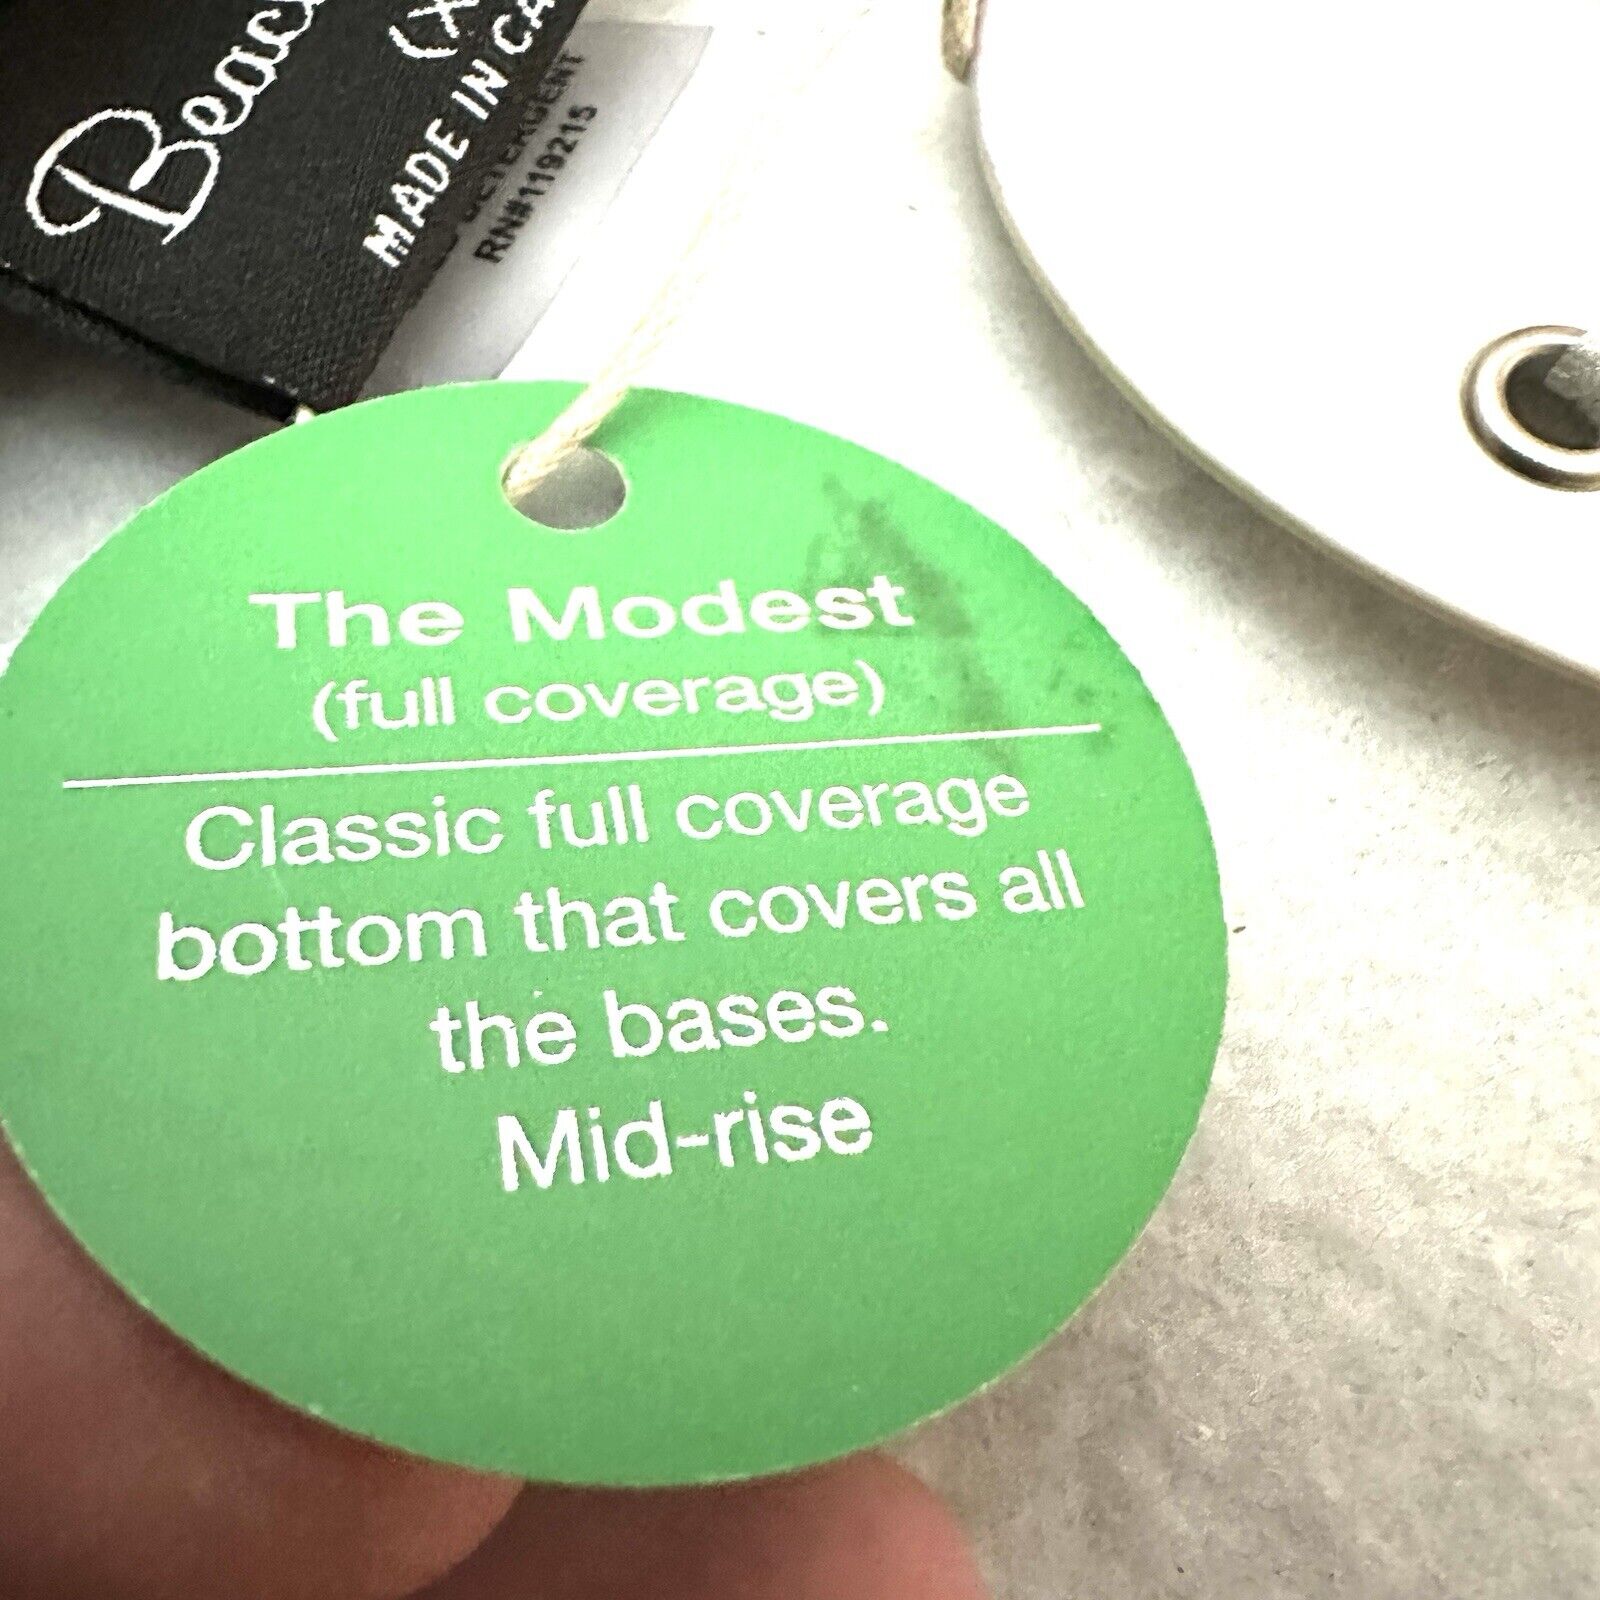 MADE IN
RN#119215
The Modest
(full coverage)
Classic full coverage
bottom that covers all
the bases.
Mid-rise